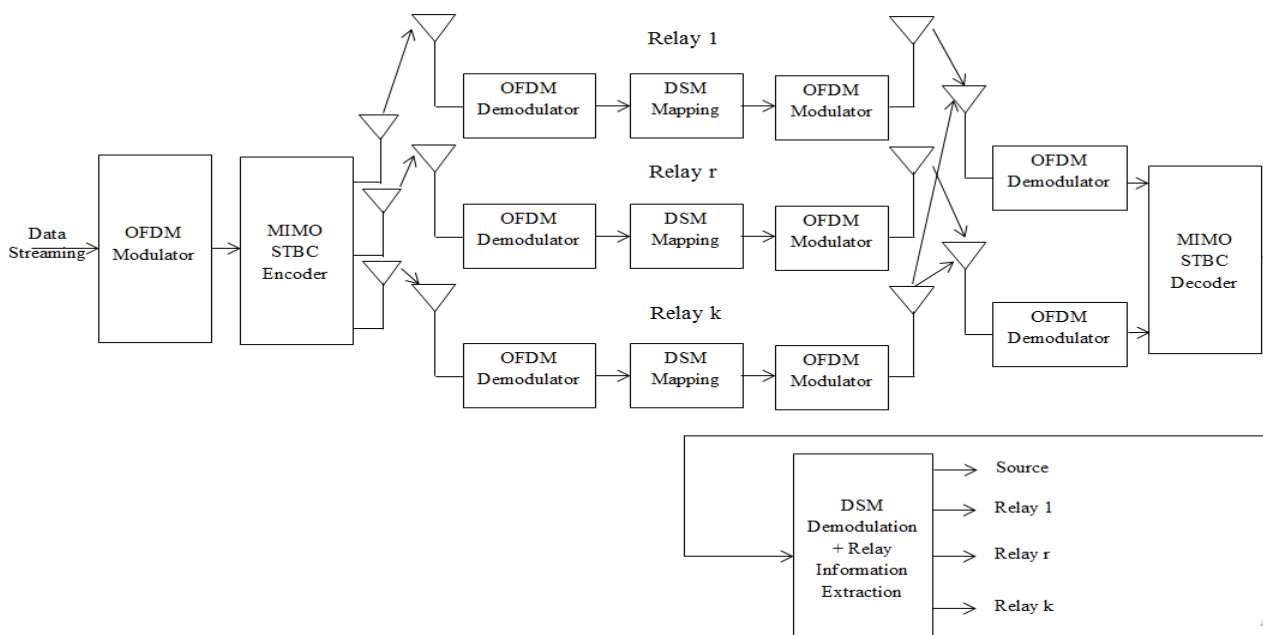 Relay 1
OFDM
Demodulator
DSM
Mapping
OFDM
Modulator
Relay r
OFDM
Demodulator
DSM
Mapping
OFDM
Modulator
Relay k
OFDM
Demodulator
DSM
Mapping
OFDM
Modulator
Data
Streaming
OFDM
Modulator
MIMO
STBC
Encoder
OFDM
Demodulator
OFDM
Demodulator
MIMO
STBC
Decoder
DSM
Demodulation
+ Relay
Information
Extraction
Source
Relay 1
Relay r
Relay k